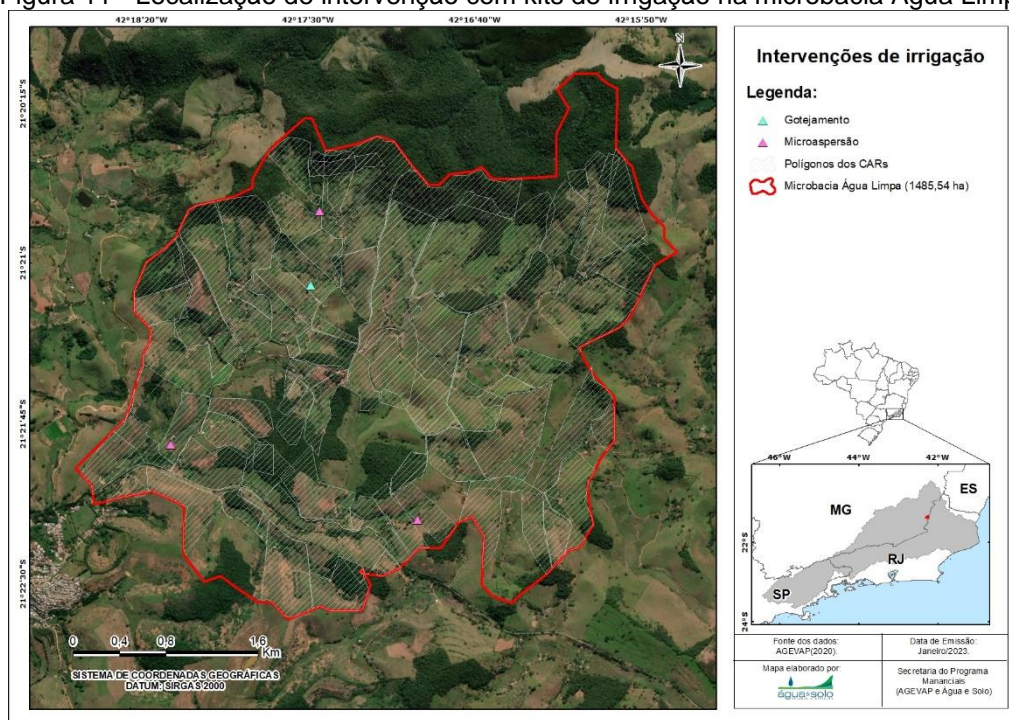 Figura 11 - Localização de intervenção com kits de irrigação na microbacia Água Limp
42°18'20"W 42°17'30"W 42°16'40"W 42°15'50"W
21°20'15"S
21°21'S
21°21'45"S
21°22'30"S
N
0 0,4 0,8 1,6
Km
SISTEMA DE COORDENADAS GEOGRÁFICAS
DATUM: SIRGAS 2000
Intervenções de irrigação
Legenda:
Gotejamento
Microaspersão
Polígonos dos CARs
Microbacia Água Limpa (1485,54 ha)
46°W 44°W 42°W
22°S
24°S
ES
MG
RJ
SP
Fonte dos dados:
AGEVAP(2020).
Data de Emissão:
Janeiro/2023.
Mapa elaborado por:
água e solo
Secretaria do Programa
Mananciais
(AGEVAP e Água e Solo)